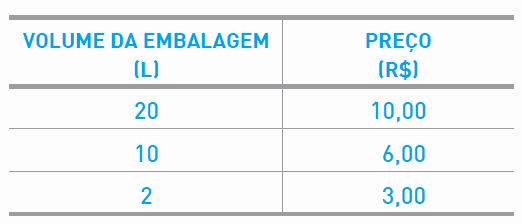 VOLUME DA EMBALAGEM PREÇO
(L) (R$)
20 10,00
10 6,00
2 3,00